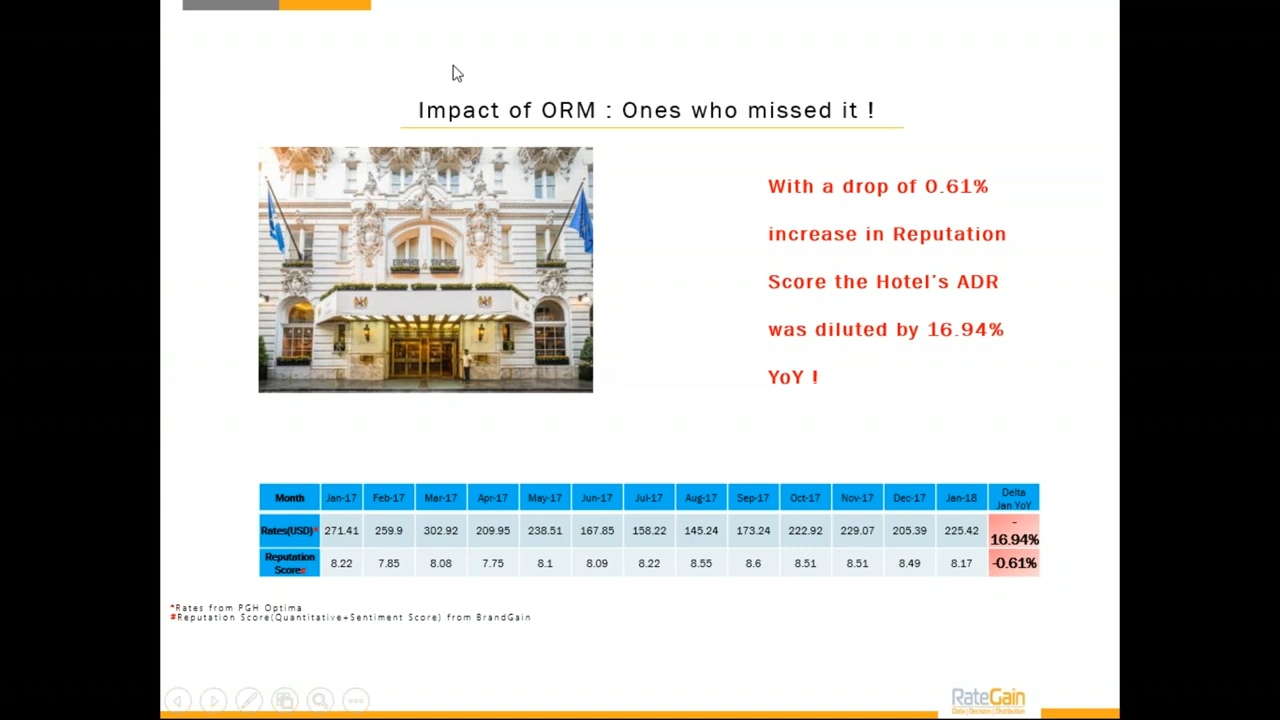 Impact of ORM : Ones who missed it !
With a drop of 0.61%
increase in Reputation
Score the Hotel's ADR
was diluted by 16.94%
YoY !
Month Jan-17 Feb-17 Mar-17 Apr-17 May-17 Jun-17 Jul-17 Aug-17 Sep-17 Oct-17 Nov-17 Dec-17 Jan-18 Delta Jan YoY
Rates(USD)* 271.41 259.9 302.92 209.95 238.51 167.85 158.22 145.24 173.24 222.92 229.07 205.39 225.42 -16.94%
Reputation Score# 8.22 7.85 8.08 7.75 8.1 8.09 8.22 8.55 8.6 8.51 8.51 8.49 8.17 -0.61%
*Rates from PGH Optima
#Reputation Score(Quantitative+Sentiment Score) from BrandGain
RateGain
Data | Decision | Distribution